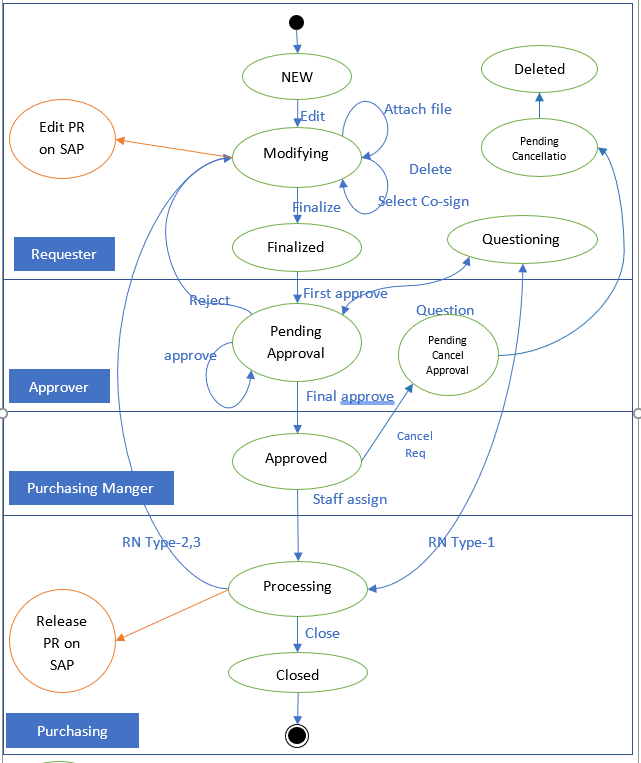 NEW
Deleted
Edit
Attach file
Edit PR
on SAP
Modifying
Pending
Cancellatio
Delete
Select Co-sign
Finalize
Finalized
Questioning
Requester
First approve
Reject
Question
Pending
Approval
approve
Pending
Cancel
Approval
Approver
Final approve
Cancel
Req
Approved
Purchasing Manger
Staff assign
RN Type-2,3
RN Type-1
Processing
Release
PR on
SAP
Close
Closed
Purchasing